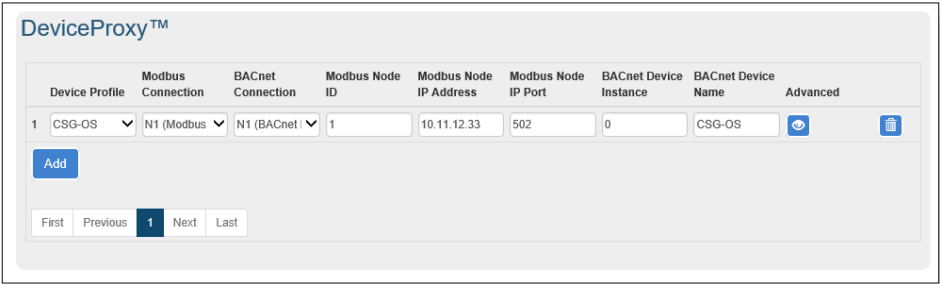 DeviceProxy™
Device Profile Modbus Connection BACnet Connection Modbus Node ID Modbus Node IP Address Modbus Node IP Port BACnet Device Instance BACnet Device Name Advanced
1 CSG-OS N1 (Modbus N1 (BACnet 1 10.11.12.33 502 0 CSG-OS
Add
First Previous 1 Next Last